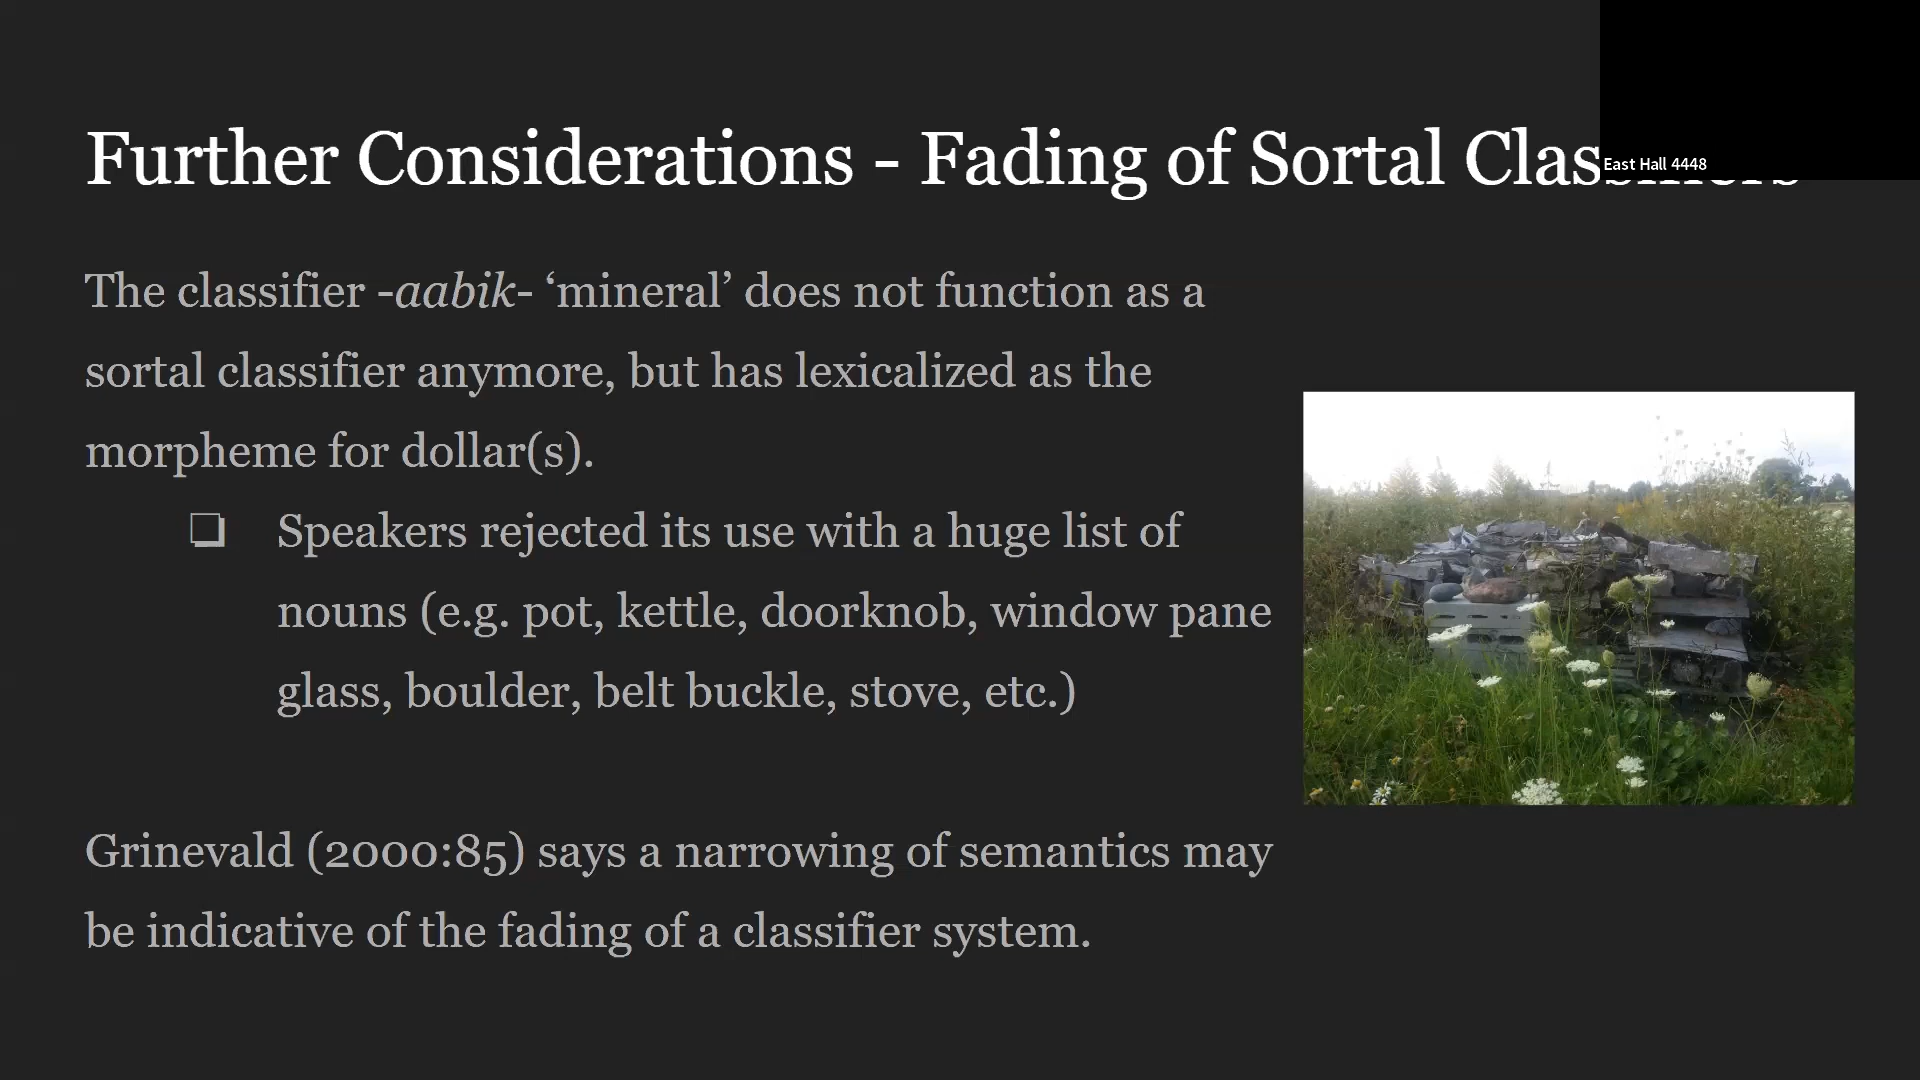 Further Considerations - Fading of Sortal
East Hall 4448
The classifier -aabik- ‘mineral’ does not function as a
sortal classifier anymore, but has lexicalized as the
morpheme for dollar(s).
❏ Speakers rejected its use with a huge list of
nouns (e.g. pot, kettle, doorknob, window pane
glass, boulder, belt buckle, stove, etc.)
Grinevald (2000:85) says a narrowing of semantics may
be indicative of the fading of a classifier system.